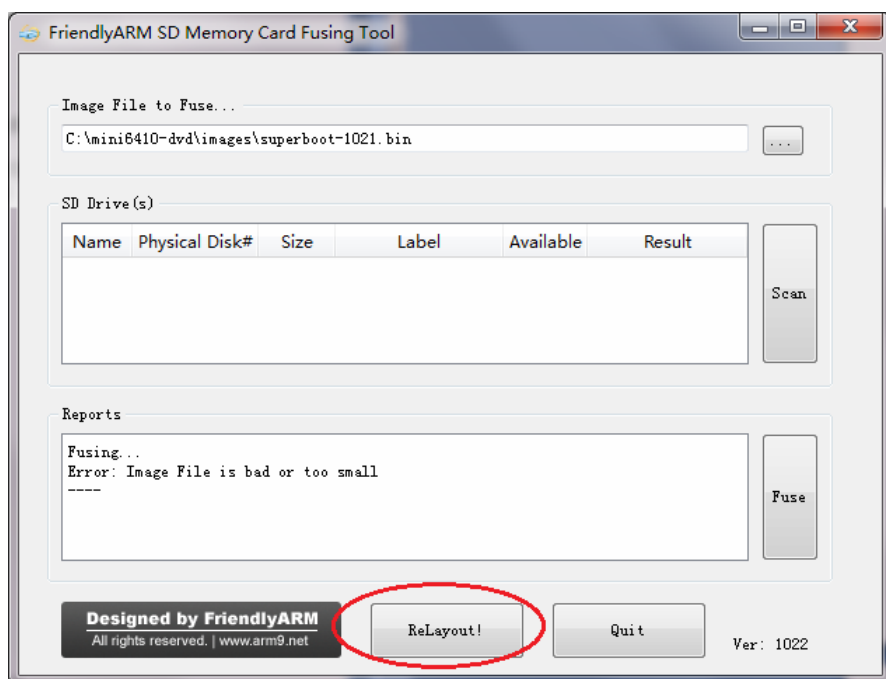 FriendlyARM SD Memory Card Fusing Tool
Image File to Fuse...
C:\mini6410-dvd\images\superboot-1021.bin
...
SD Drive(s)
Name Physical Disk# Size Label Available Result
Scan
Reports
Fusing...
Error: Image File is bad or too small
----
Fuse
Designed by FriendlyARM
All rights reserved. | www.arm9.net
ReLayout!
Quit
Ver: 1022